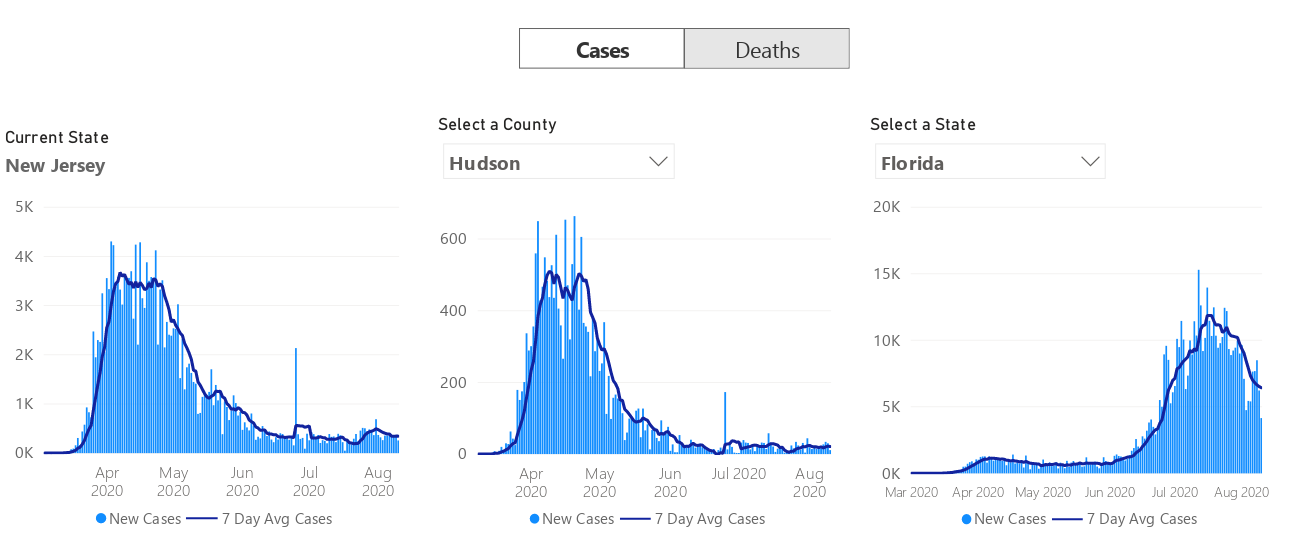 Cases Deaths
Current State
New Jersey
5K
4K
3K
2K
1K
0K
Apr 2020
May 2020
Jun 2020
Jul 2020
Aug 2020
New Cases 7 Day Avg Cases
Select a County
Hudson
600
400
200
0
Apr 2020
May 2020
Jun 2020
Jul 2020
Aug 2020
New Cases 7 Day Avg Cases
Select a State
Florida
20K
15K
10K
5K
0K
Mar 2020 Apr 2020 May 2020 Jun 2020 Jul 2020 Aug 2020
New Cases 7 Day Avg Cases